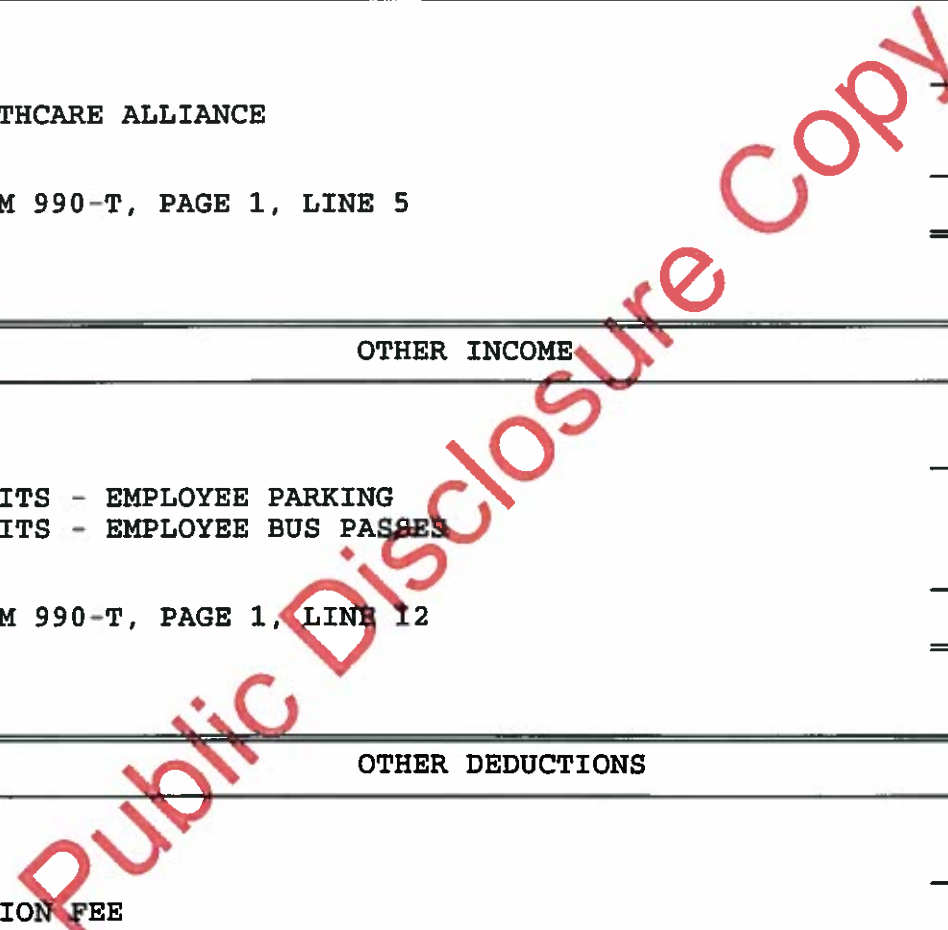 THCARE ALLIANCE
M 990-T, PAGE 1, LINE 5
OTHER INCOME
ITS - EMPLOYEE PARKING
ITS - EMPLOYEE BUS PASSES
M 990-T, PAGE 1, LINE 12
OTHER DEDUCTIONS
ION FEE
Public Disclosure Copy